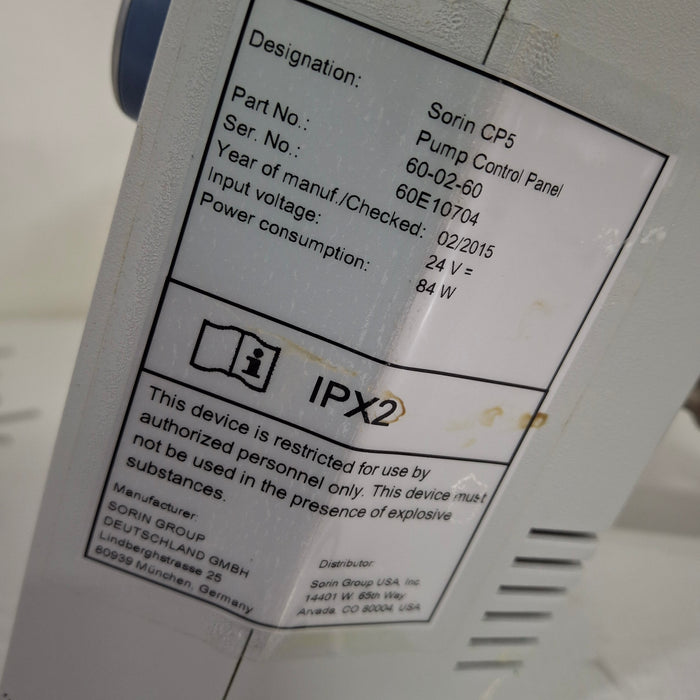 Designation: Sorin CP5
Pump Control Panel
Part No.: 60-02-60
Ser. No.: 60E10704
Year of manuf./Checked: 02/2015
Input voltage: 24 V =
Power consumption: 84 W
IPX2
This device is restricted for use by
authorized personnel only. This device must
not be used in the presence of explosive
substances.
Manufacturer:
SORIN GROUP
DEUTSCHLAND GMBH
Lindberghstrasse 25
80939 München, Germany
Distributor:
Sorin Group USA, Inc.
14401 W. 65th Way
Arvada, CO 80004, USA